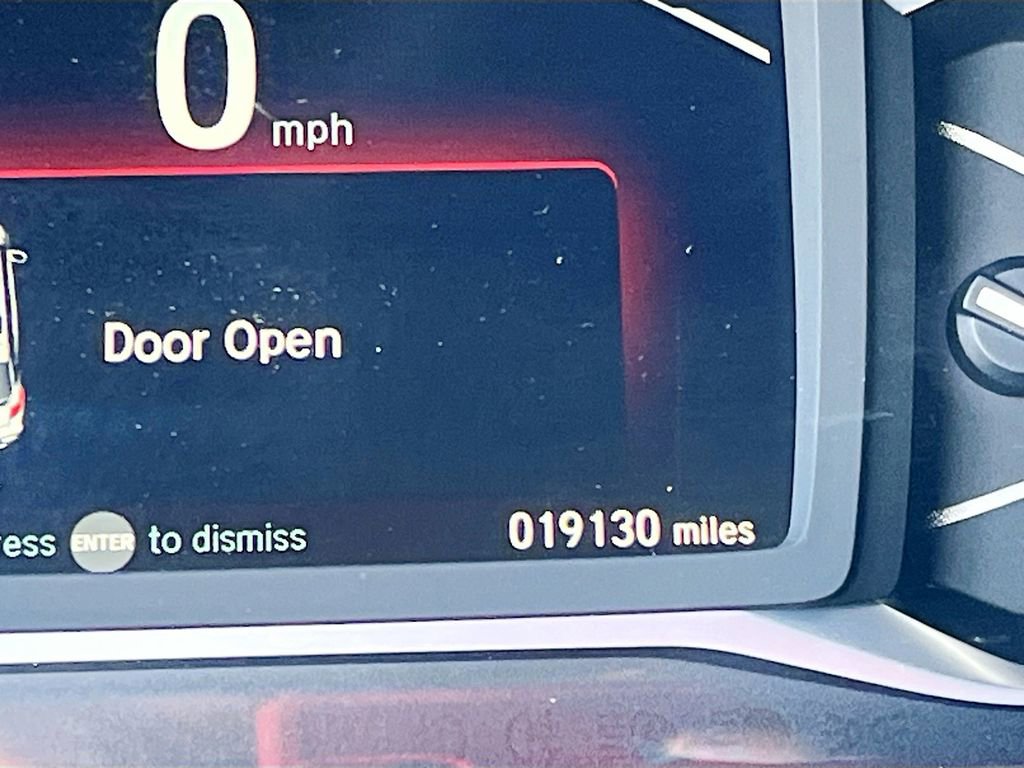 0 mph
Door Open
ress ENTER to dismiss
019130 miles